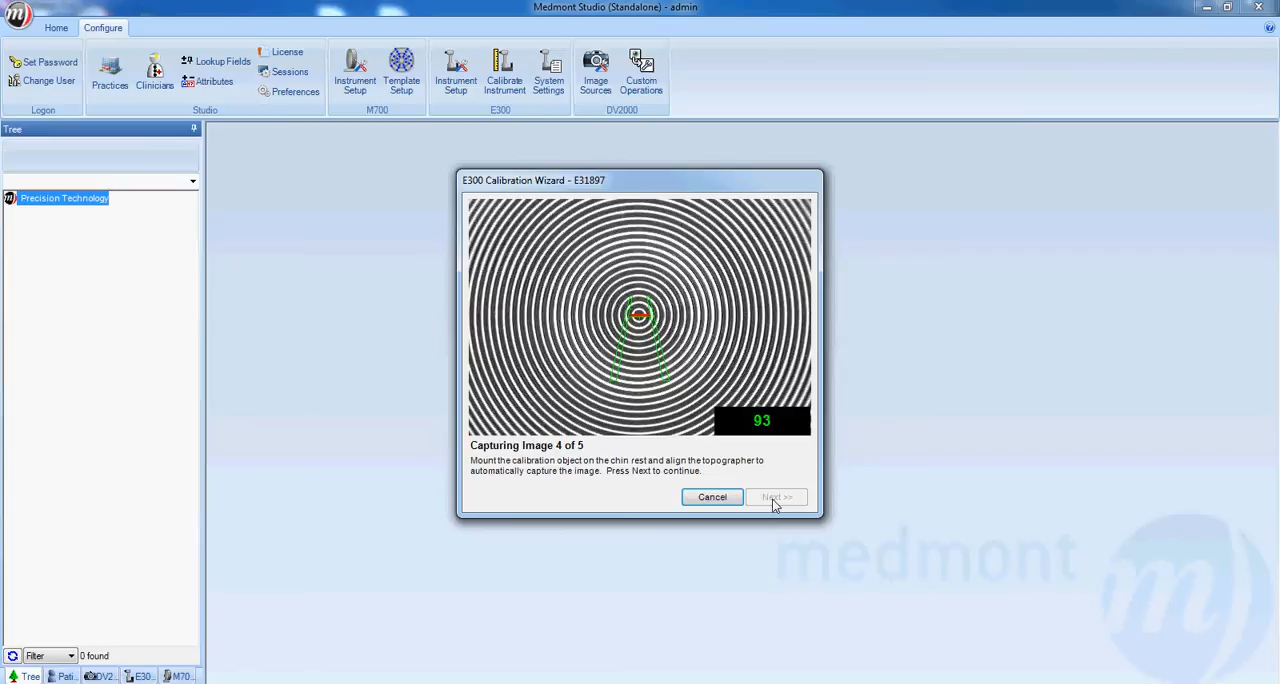 Medmont Studio (Standalone) - admin
Home
Configure
Set Password
Change User
Logon
Practices
Clinicians
Lookup Fields
Attributes
License
Sessions
Preferences
Studio
Instrument
Setup
Template
Setup
M700
Instrument
Setup
Calibrate
Instrument
System
Settings
E300
Image
Sources
Custom
Operations
DV2000
Tree
Precision Technology
E300 Calibration Wizard - E31897
93
Capturing Image 4 of 5
Mount the calibration object on the chin rest and align the topographer to
automatically capture the image. Press Next to continue.
Cancel
Next >>
medmont
m)
Filter
0 found
Tree
Pati...
DV2...
E30...
M70...